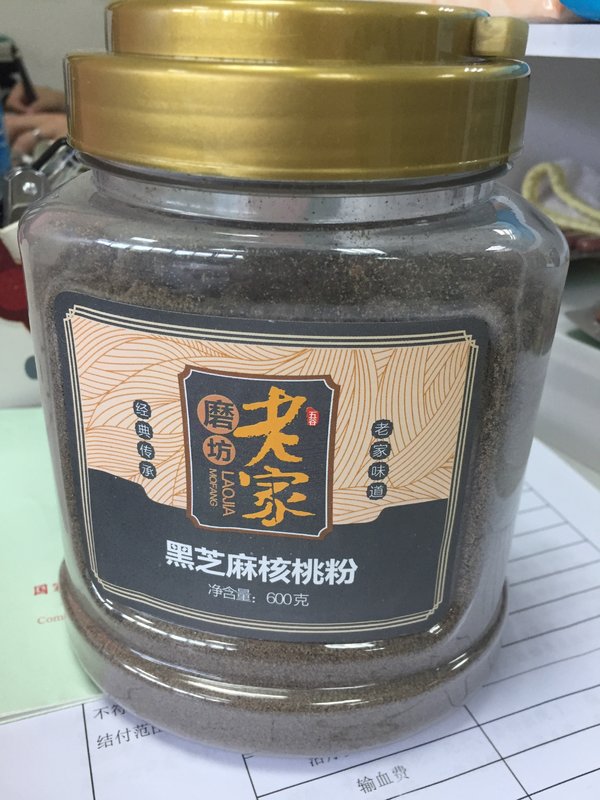 经典传承
老家
磨坊
LAOJIA
MOFANG
五谷
老家味道
黑芝麻核桃粉
净含量：600克
国
Com
不符
结付范围
输血费